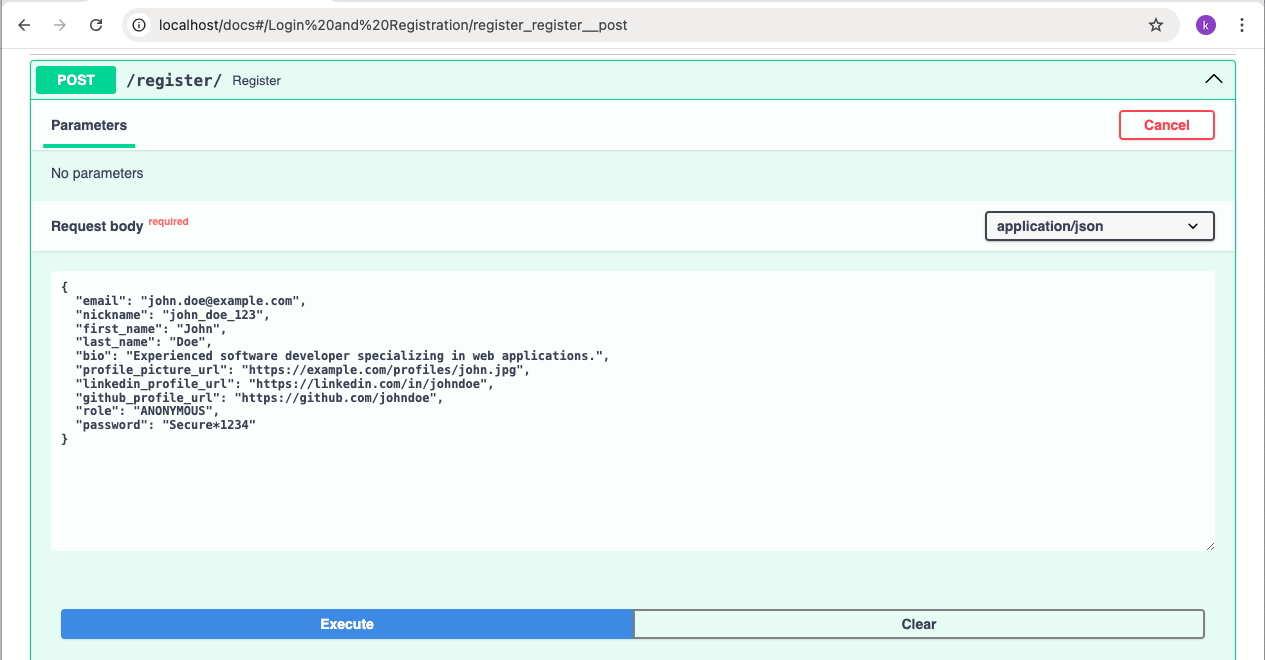 localhost/docs#/Login%20and%20Registration/register_register__post
k
POST /register/ Register
Parameters
Cancel
No parameters
Request body required
application/json
{
  "email": "john.doe@example.com",
  "nickname": "john_doe_123",
  "first_name": "John",
  "last_name": "Doe",
  "bio": "Experienced software developer specializing in web applications.",
  "profile_picture_url": "https://example.com/profiles/john.jpg",
  "linkedin_profile_url": "https://linkedin.com/in/johndoe",
  "github_profile_url": "https://github.com/johndoe",
  "role": "ANONYMOUS",
  "password": "Secure*1234"
}
Execute
Clear